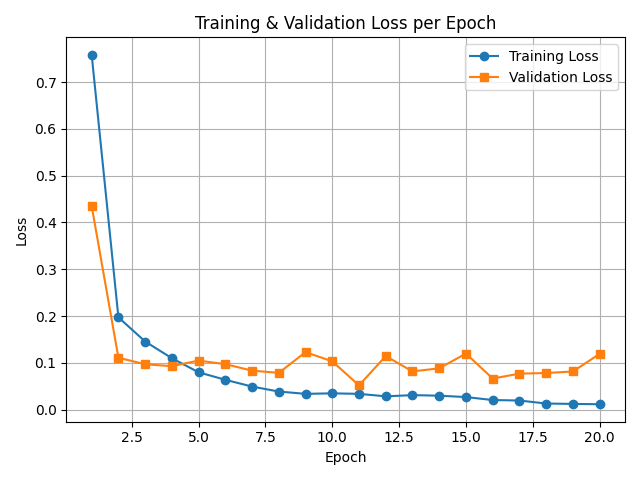 Training & Validation Loss per Epoch
Training Loss
Validation Loss
Loss
0.7
0.6
0.5
0.4
0.3
0.2
0.1
0.0
2.5 5.0 7.5 10.0 12.5 15.0 17.5 20.0
Epoch